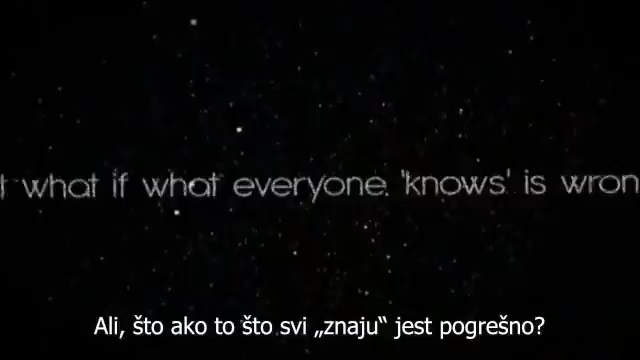 what if what everyone 'knows' is
Ali, što ako to što svi „znaju“ jest pogrešno?